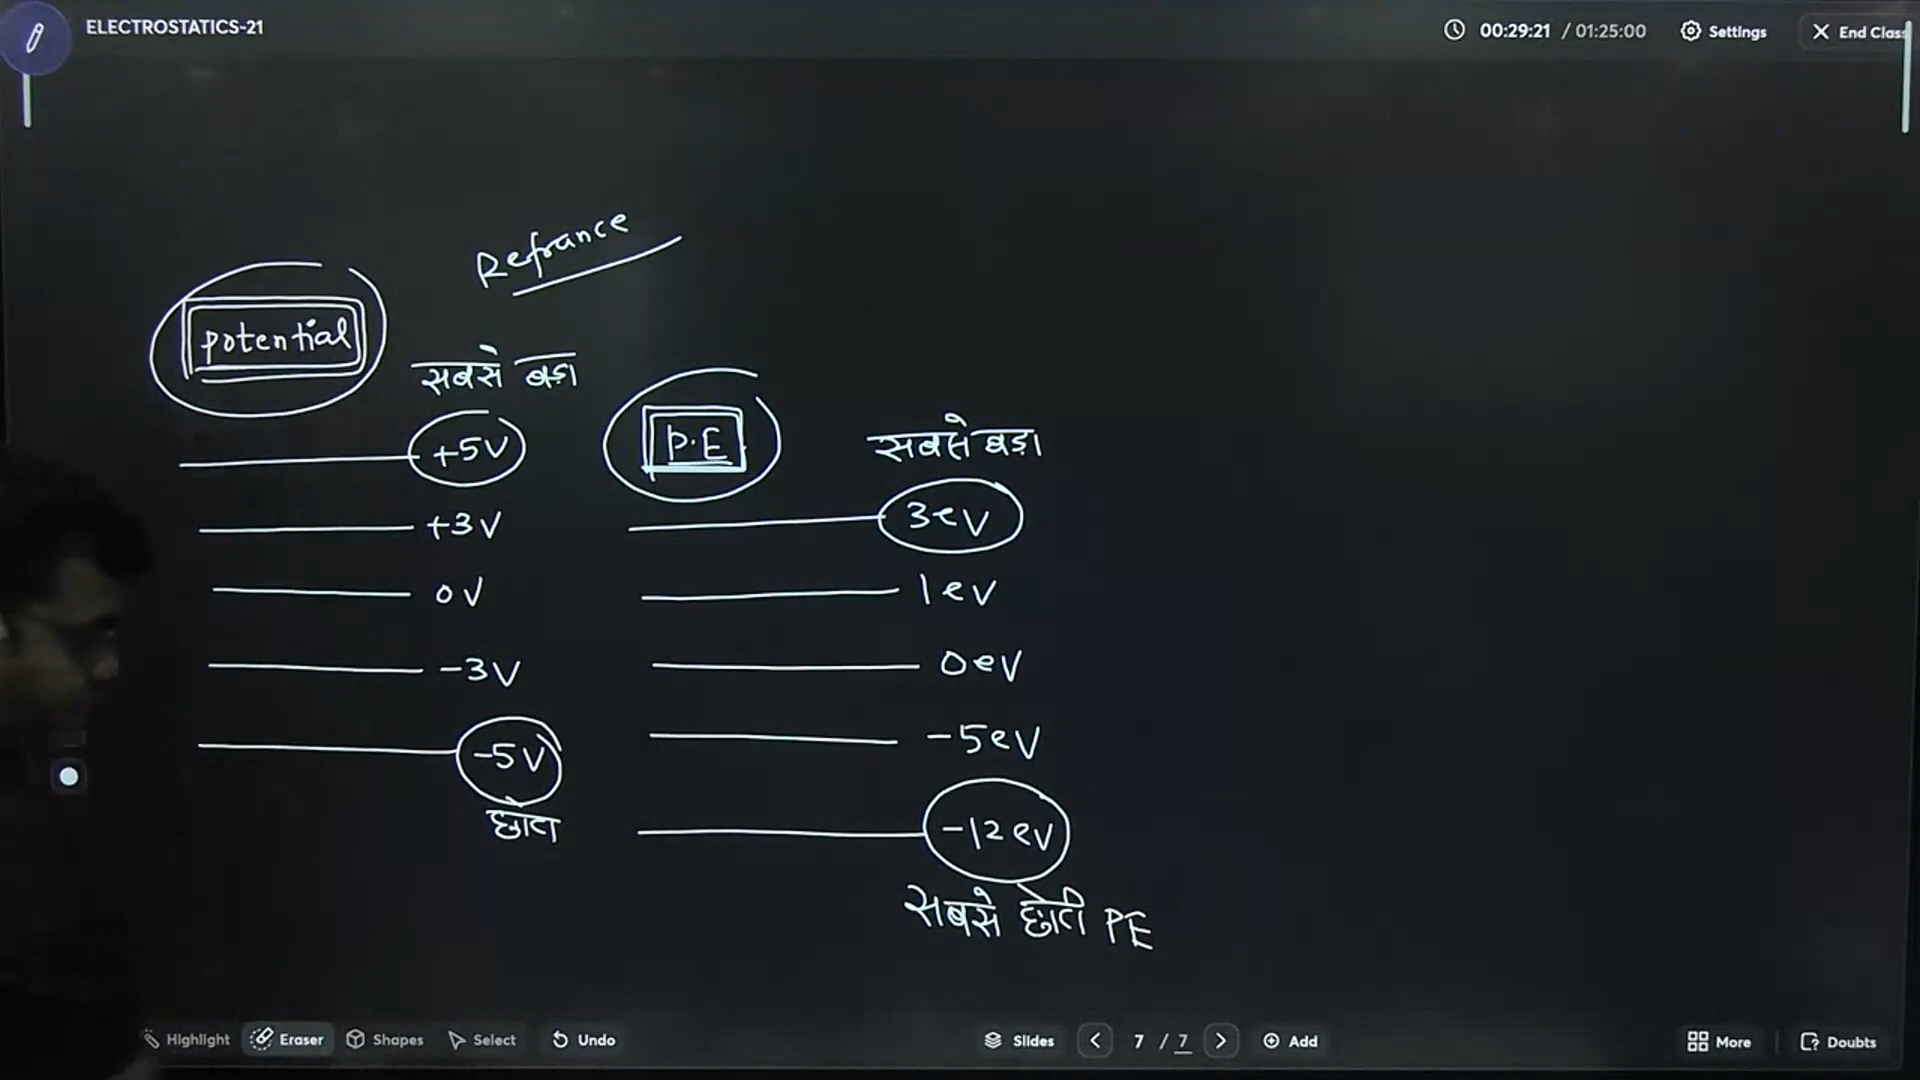 ELECTROSTATICS-21
00:29:21 / 01:25:00
Settings
End Class
Refrance
potential
सबसे बड़ा
+5V
+3V
0V
-3V
-5V
छोटा
P.E
सबसे बड़ा
3eV
1eV
0eV
-5eV
-12eV
सबसे छोटी PE
Highlight
Eraser
Shapes
Select
Undo
Slides
7 / 7
Add
More
Doubts